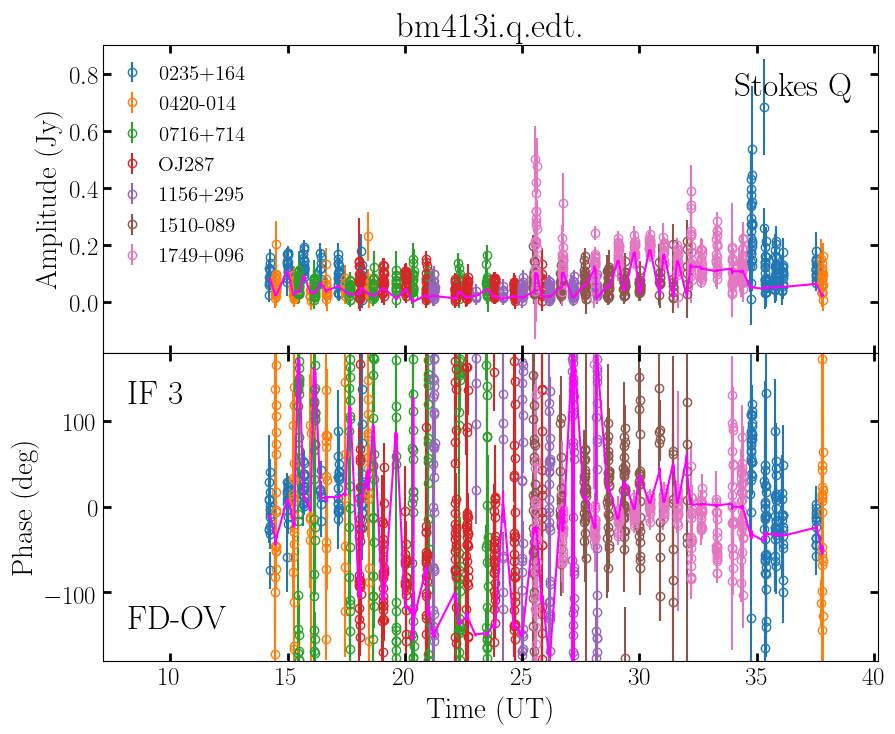 bm413i.q.edt.
Stokes Q
0235+164
0420-014
0716+714
OJ287
1156+295
1510-089
1749+096
Amplitude (Jy)
0.8
0.6
0.4
0.2
0.0
IF 3
FD-OV
Phase (deg)
100
0
−100
10 15 20 25 30 35 40
Time (UT)